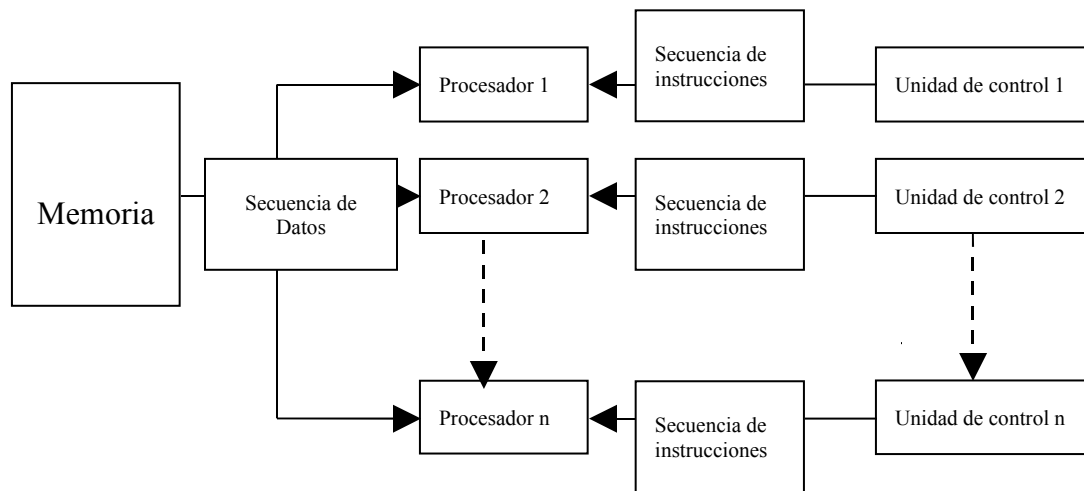 Memoria
Secuencia de
Datos
Procesador 1
Secuencia de
instrucciones
Unidad de control 1
Procesador 2
Secuencia de
instrucciones
Unidad de control 2
Procesador n
Secuencia de
instrucciones
Unidad de control n